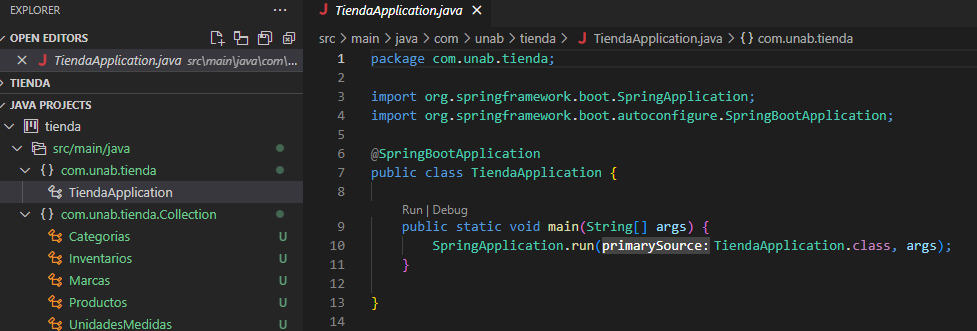 EXPLORER
OPEN EDITORS
TiendaApplication.java src\main\java\com\...
TIENDA
JAVA PROJECTS
tienda
src/main/java
{} com.unab.tienda
TiendaApplication
{} com.unab.tienda.Collection
Categorias U
Inventarios U
Marcas U
Productos U
UnidadesMedidas U
J TiendaApplication.java
src > main > java > com > unab > tienda > J TiendaApplication.java > {} com.unab.tienda
1 package com.unab.tienda;
2
3 import org.springframework.boot.SpringApplication;
4 import org.springframework.boot.autoconfigure.SpringBootApplication;
5
6 @SpringBootApplication
7 public class TiendaApplication {
8
Run | Debug
9 public static void main(String[] args) {
10 SpringApplication.run(primarySource:TiendaApplication.class, args);
11 }
12
13 }
14